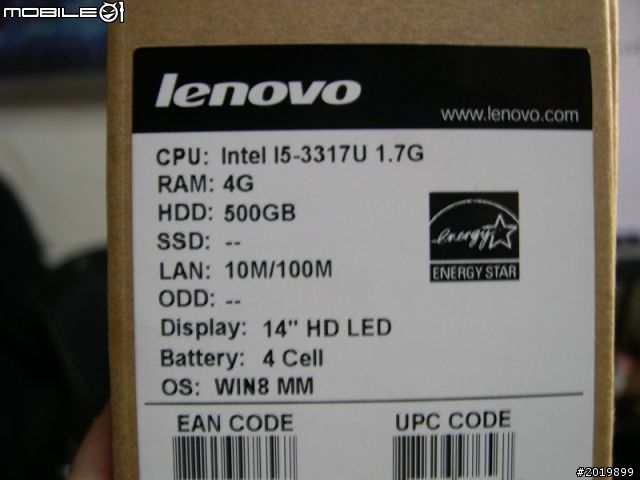 MOBILE01
lenovo
www.lenovo.com
CPU: Intel I5-3317U 1.7G
RAM: 4G
HDD: 500GB
SSD: --
LAN: 10M/100M
ODD: --
Display: 14" HD LED
Battery: 4 Cell
OS: WIN8 MM
energy
ENERGY STAR
EAN CODE
UPC CODE
#2019899